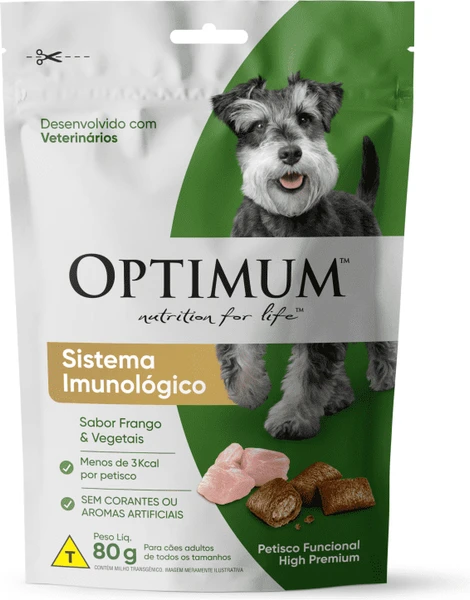 Desenvolvido com
Veterinários
OPTIMUM™
nutrition for life™
Sistema
Imunológico
Sabor Frango
& Vegetais
Menos de 3Kcal
por petisco
SEM CORANTES OU
AROMAS ARTIFICIAIS
Peso Líq.
80g
Para cães adultos
de todos os tamanhos
T
CONTÉM MILHO TRANSGÊNICO. IMAGEM MERAMENTE ILUSTRATIVA
Petisco Funcional
High Premium